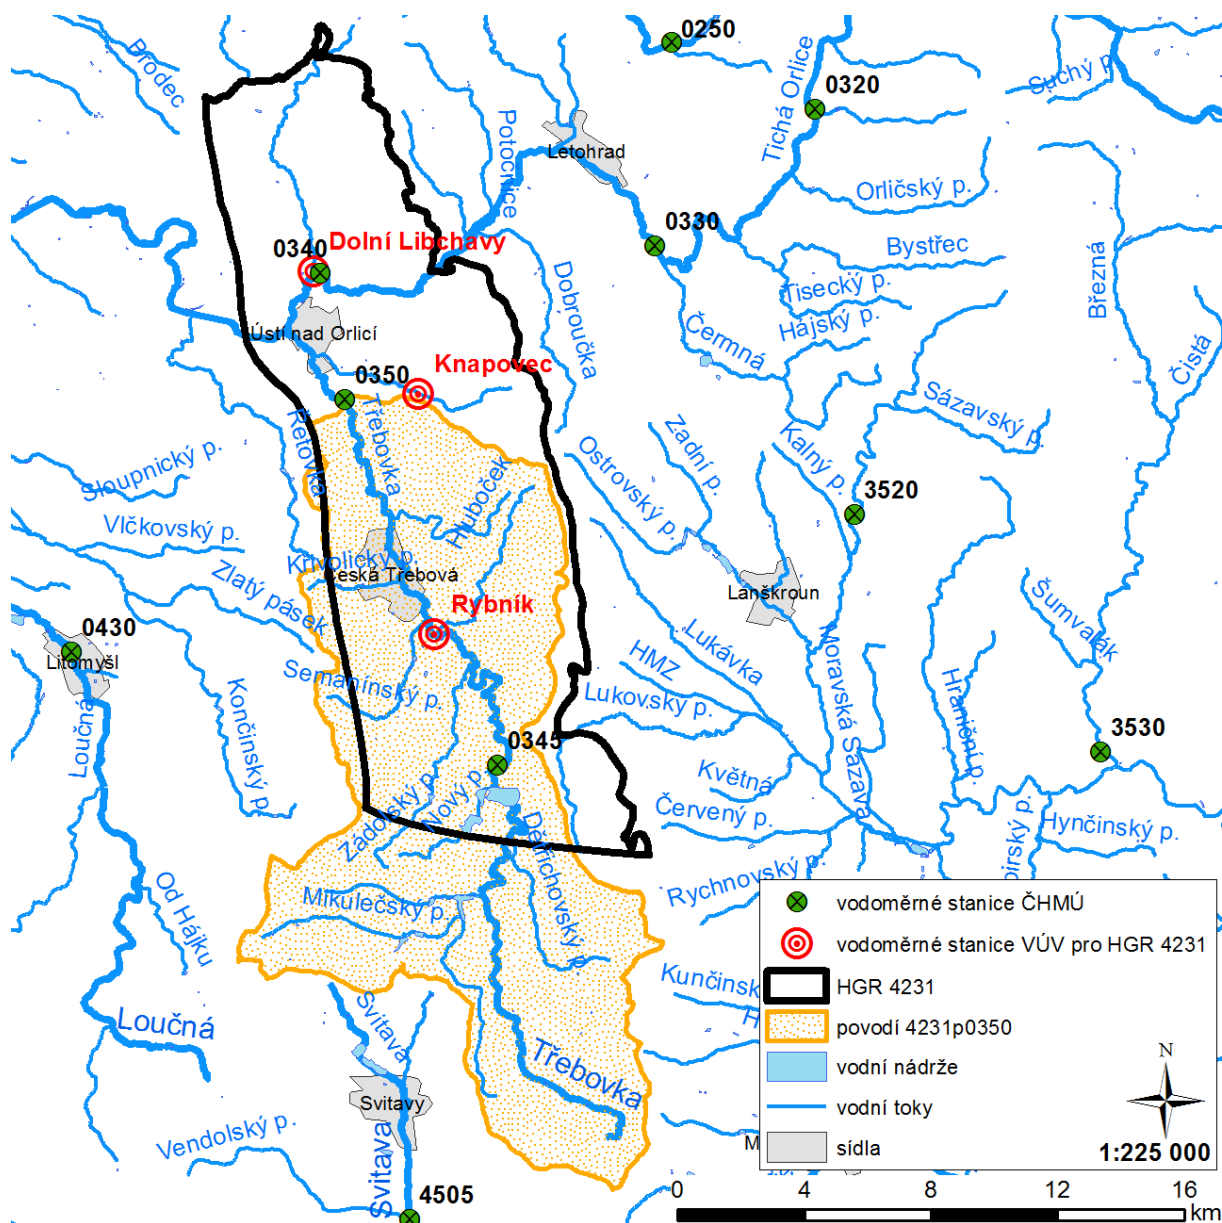 0250
Brodec
Suchý p.
0320
Tichá Orlice
Potočnice
Letohrad
Orličský p.
0330
Dolní Libchavy
0340
Bystřec
Březná
Tisecký p.
Dobroučka
Hájský p.
Ústí nad Orlicí
Čermná
Čistá
Knapovec
0350
Třebovka
Řetovka
Sázavský p.
Zadní p.
Kalný p.
Ostrovský p.
Sloupnický p.
Hluboček
3520
Vlčkovský p.
Křivolický p.
eská Třebová
Zlatý pásek
Lanškroun
Rybník
Šumvalák
0430
Litomyšl
Lukávka
HMZ
Moravská Sázava
Semanínský p.
Lukovský p.
Hraniční p.
Končinský p.
Loučná
0345
3530
Květná
Zádolský p.
Nový p.
Červený p.
Hynčinský p.
Dětřichovský p.
Rychnovský p.
Mikulečský p.
Od Hájku
Kunčinsk
Svitava
Loučná
Třebovka
Svitavy
Vendolský p.
Svitava
4505
vodoměrné stanice ČHMÚ
vodoměrné stanice VÚV pro HGR 4231
HGR 4231
povodí 4231p0350
vodní nádrže
vodní toky
sídla
N
1:225 000
0 4 8 12 16
km